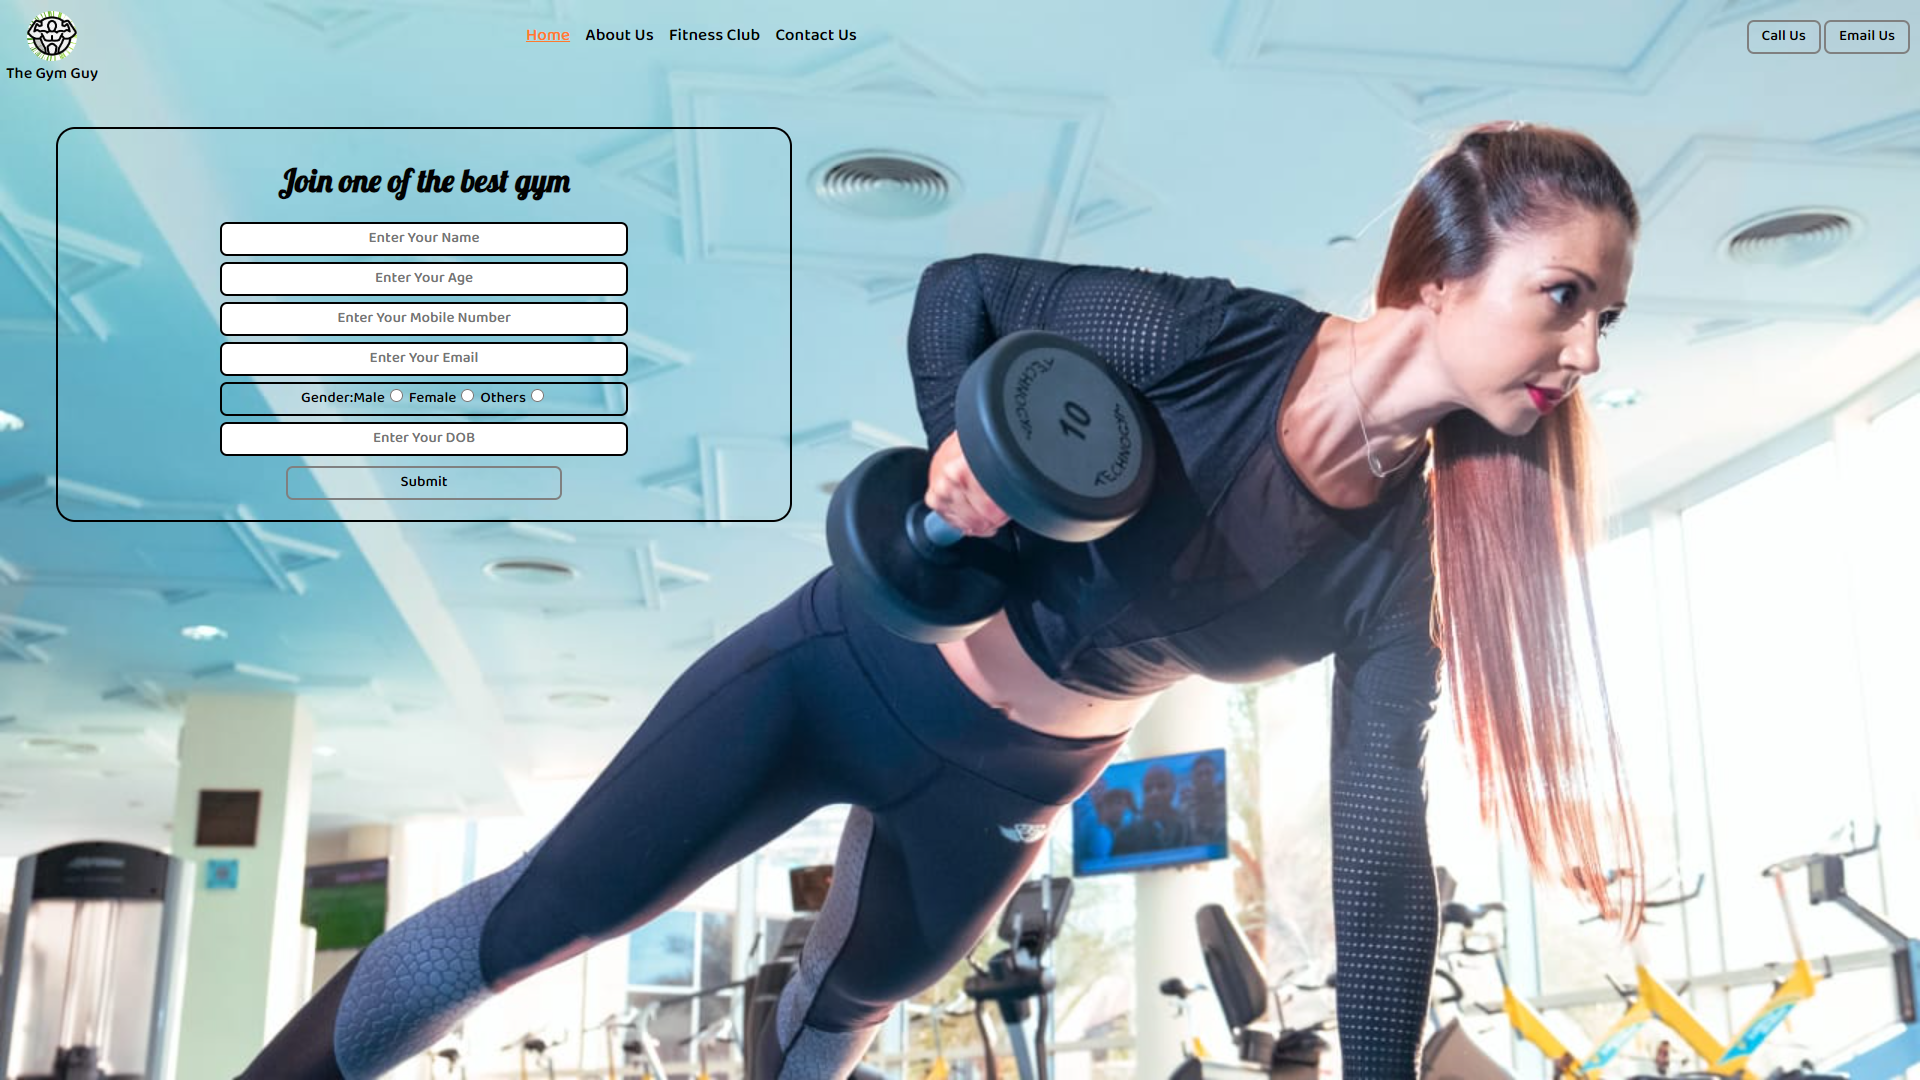 Home About Us Fitness Club Contact Us
Call Us Email Us
The Gym Guy
Join one of the best gym
Enter Your Name
Enter Your Age
Enter Your Mobile Number
Enter Your Email
Gender:Male Female Others
Enter Your DOB
Submit
TECHNOGYM
10
TECHNOGYM